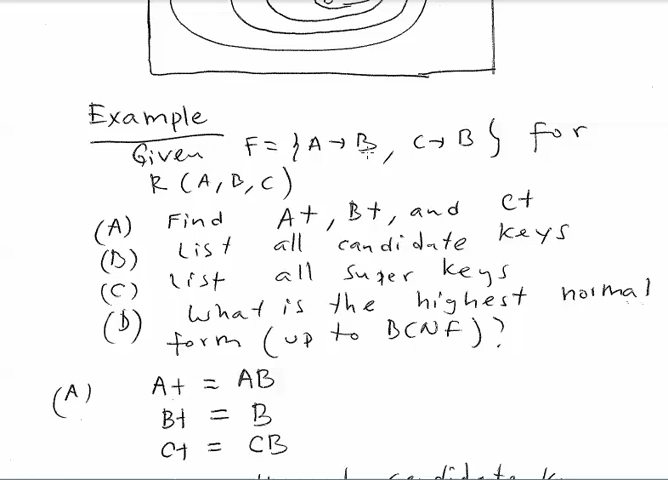 Example
Given F = {A → B, C → B} for
R (A, B, C)
(A) Find A+, B+, and C+
(B) List all candidate keys
(C) list all super keys
(D) What is the highest normal
form (up to BCNF)?
(A) A+ = AB
B+ = B
C+ = CB
candidate